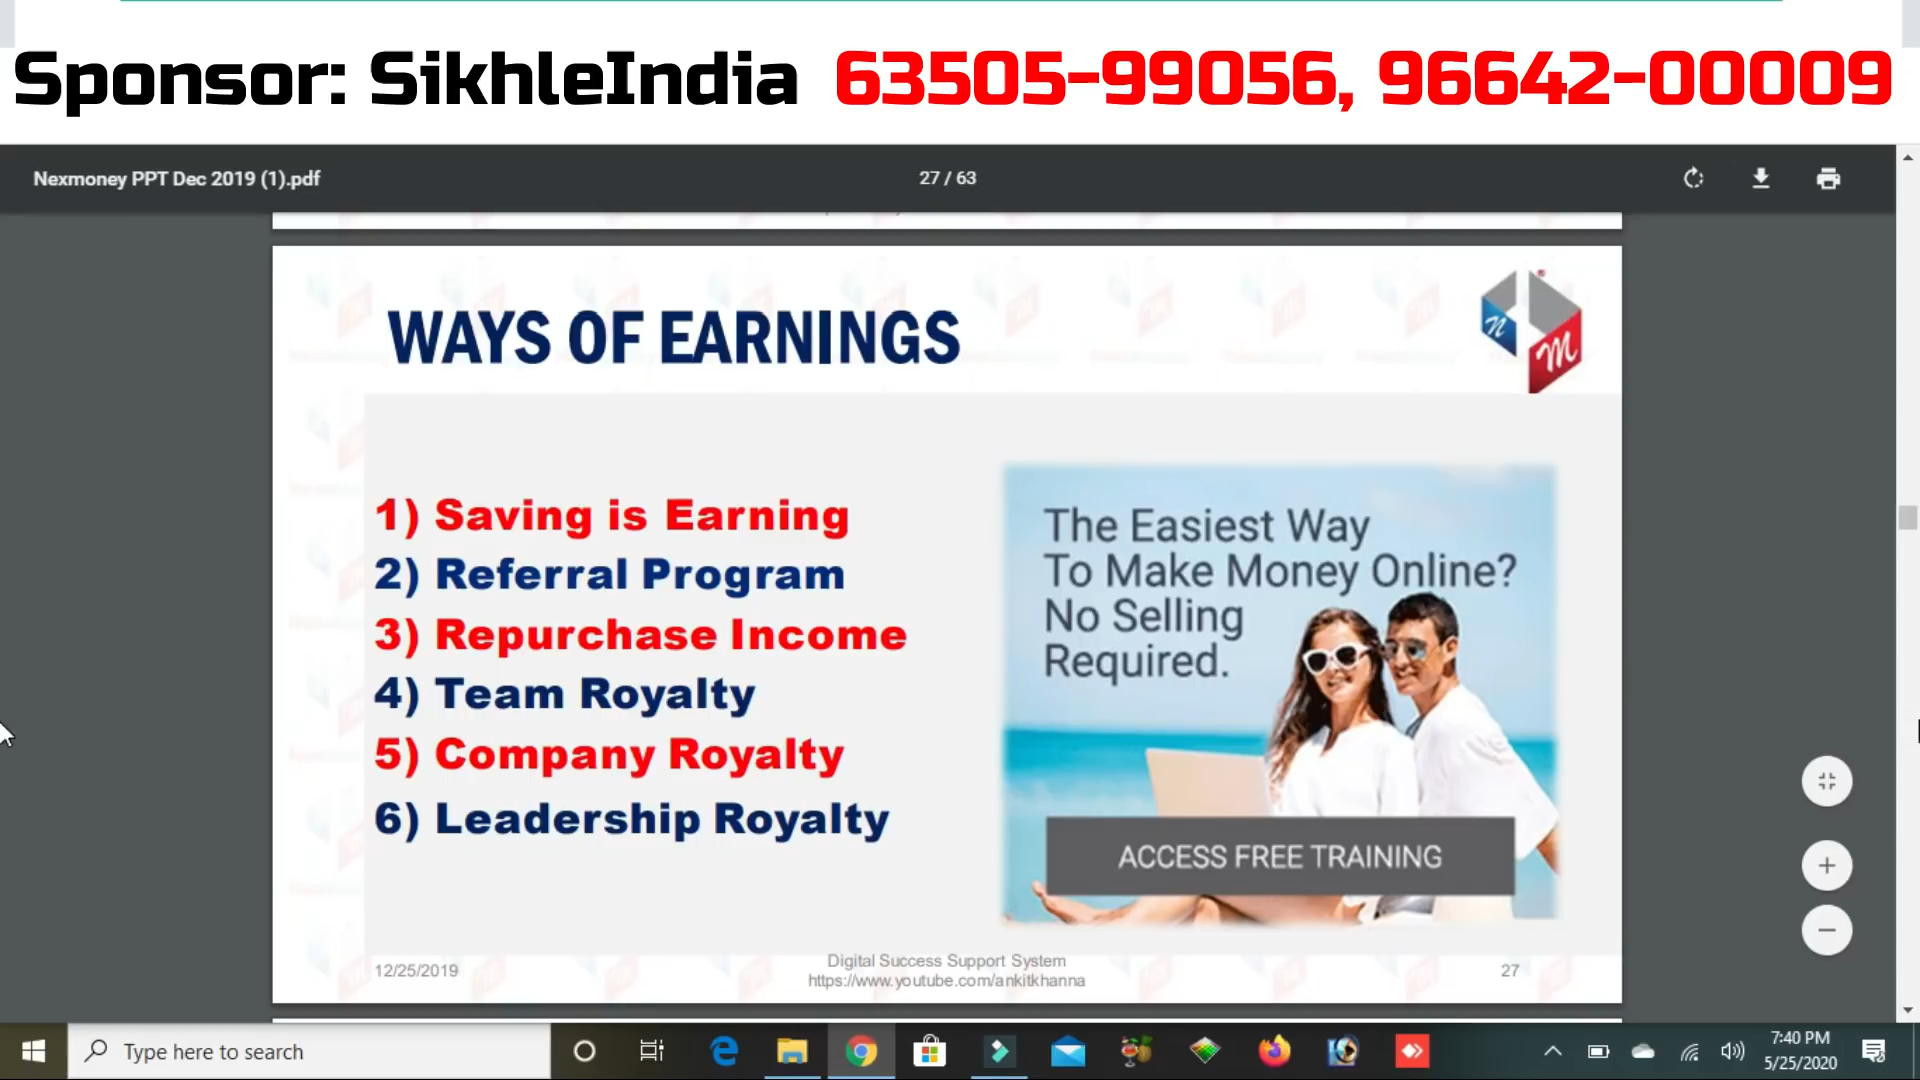 Sponsor: SikhleIndia 63505-99056, 96642-00009
Nexmoney PPT Dec 2019 (1).pdf
27 / 63
WAYS OF EARNINGS
n
m
1) Saving is Earning
2) Referral Program
3) Repurchase Income
4) Team Royalty
5) Company Royalty
6) Leadership Royalty
The Easiest Way
To Make Money Online?
No Selling
Required.
ACCESS FREE TRAINING
12/25/2019
Digital Success Support System
https://www.youtube.com/ankitkhanna
27
Type here to search
7:40 PM
5/25/2020